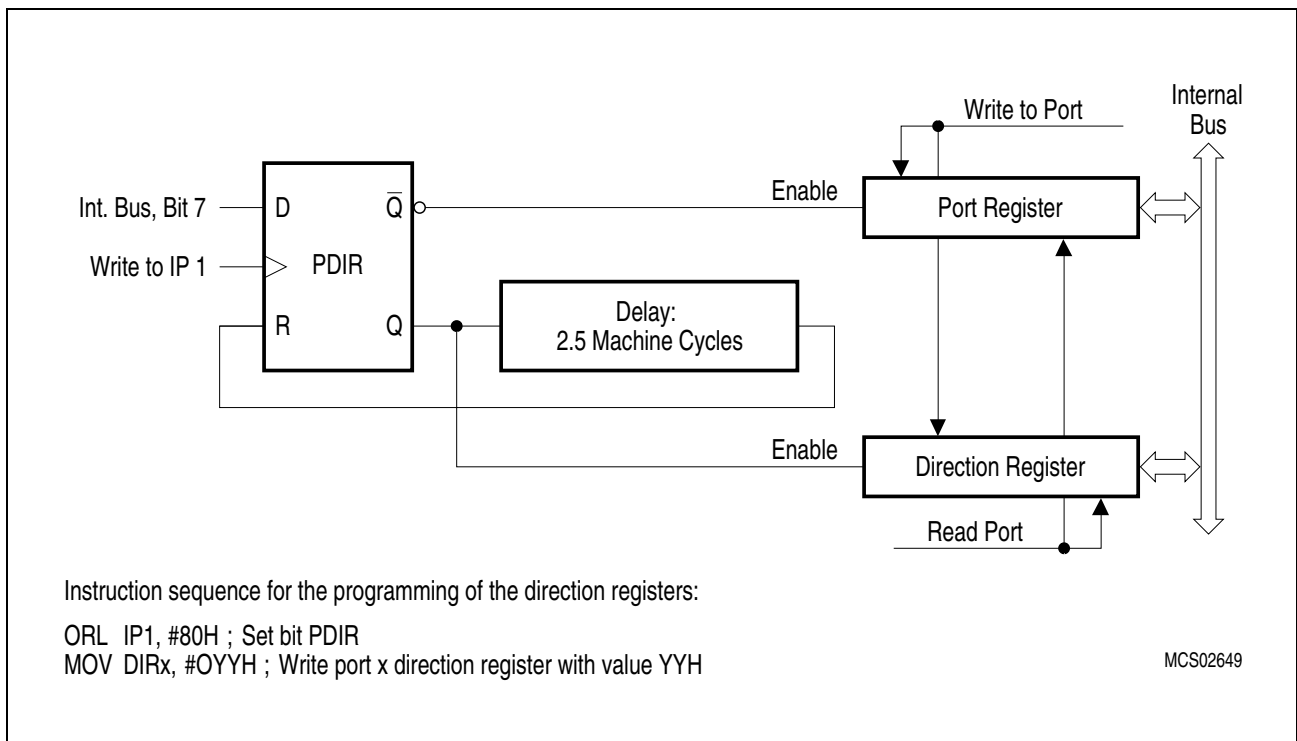 Write to Port
Internal
Bus
Int. Bus, Bit 7
D
Q̅
Enable
Port Register
Write to IP 1
PDIR
R
Q
Delay:
2.5 Machine Cycles
Enable
Direction Register
Read Port
Instruction sequence for the programming of the direction registers:
ORL IP1, #80H ; Set bit PDIR
MOV DIRx, #OYYH ; Write port x direction register with value YYH
MCS02649